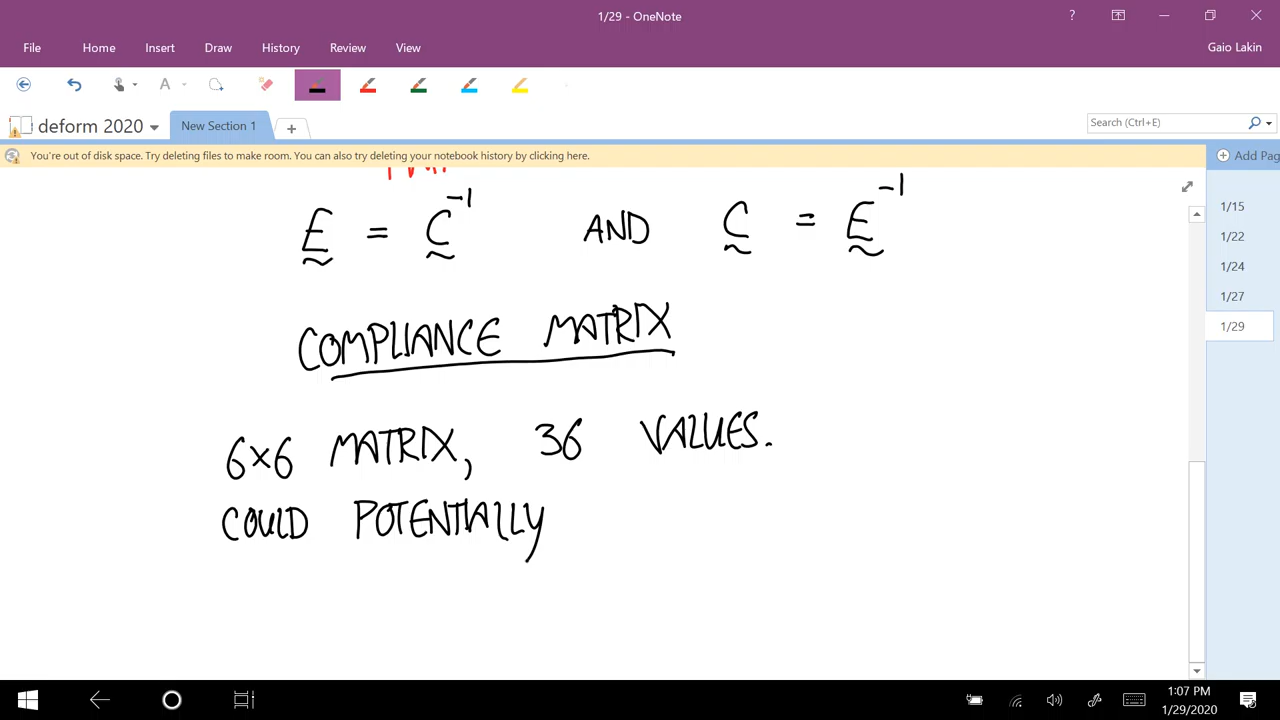 1/29 - OneNote
?
File Home Insert Draw History Review View Gaio Lakin
deform 2020 New Section 1
Search (Ctrl+E)
You're out of disk space. Try deleting files to make room. You can also try deleting your notebook history by clicking here.
Add Pag
1/15
1/22
1/24
1/27
1/29
E = C⁻¹ AND C = E⁻¹
COMPLIANCE MATRIX
6×6 MATRIX, 36 VALUES.
COULD POTENTIALLY
1:07 PM
1/29/2020